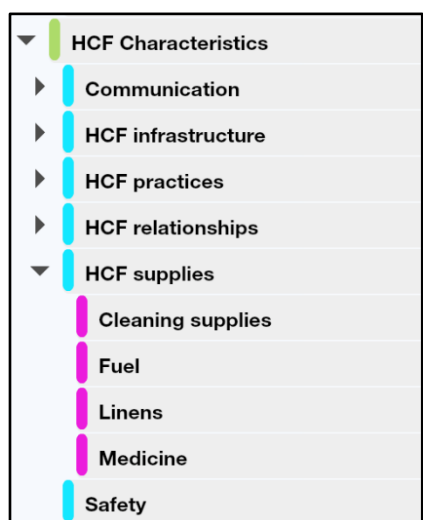 HCF Characteristics
Communication
HCF infrastructure
HCF practices
HCF relationships
HCF supplies
Cleaning supplies
Fuel
Linens
Medicine
Safety